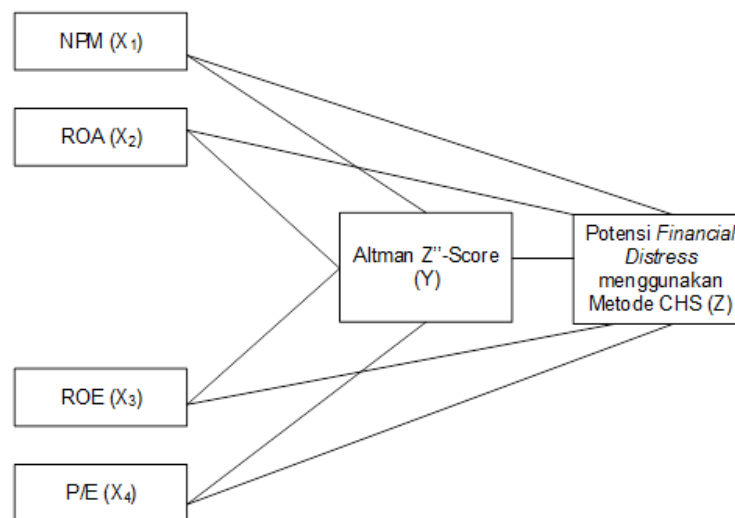 NPM (X₁)
ROA (X₂)
Altman Z''-Score
(Y)
Potensi Financial
Distress
menggunakan
Metode CHS (Z)
ROE (X₃)
P/E (X₄)